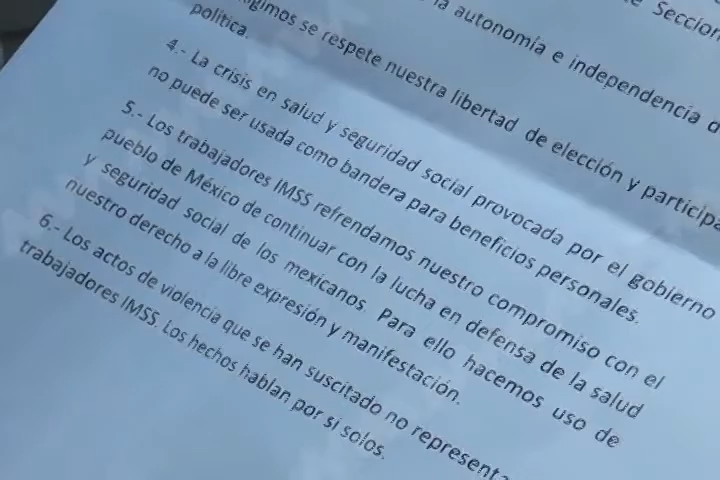 Seccion
la autonomía e independencia d
gimos se respete nuestra libertad de elección y particip
política.
4.- La crisis en salud y seguridad social provocada por el gobierno
no puede ser usada como bandera para beneficios personales.
5.- Los trabajadores IMSS refrendamos nuestro compromiso con el
pueblo de México de continuar con la lucha en defensa de la salud
y seguridad social de los mexicanos. Para ello hacemos uso de
nuestro derecho a la libre expresión y manifestación.
6.- Los actos de violencia que se han suscitado no represent
trabajadores IMSS. Los hechos hablan por si solos.